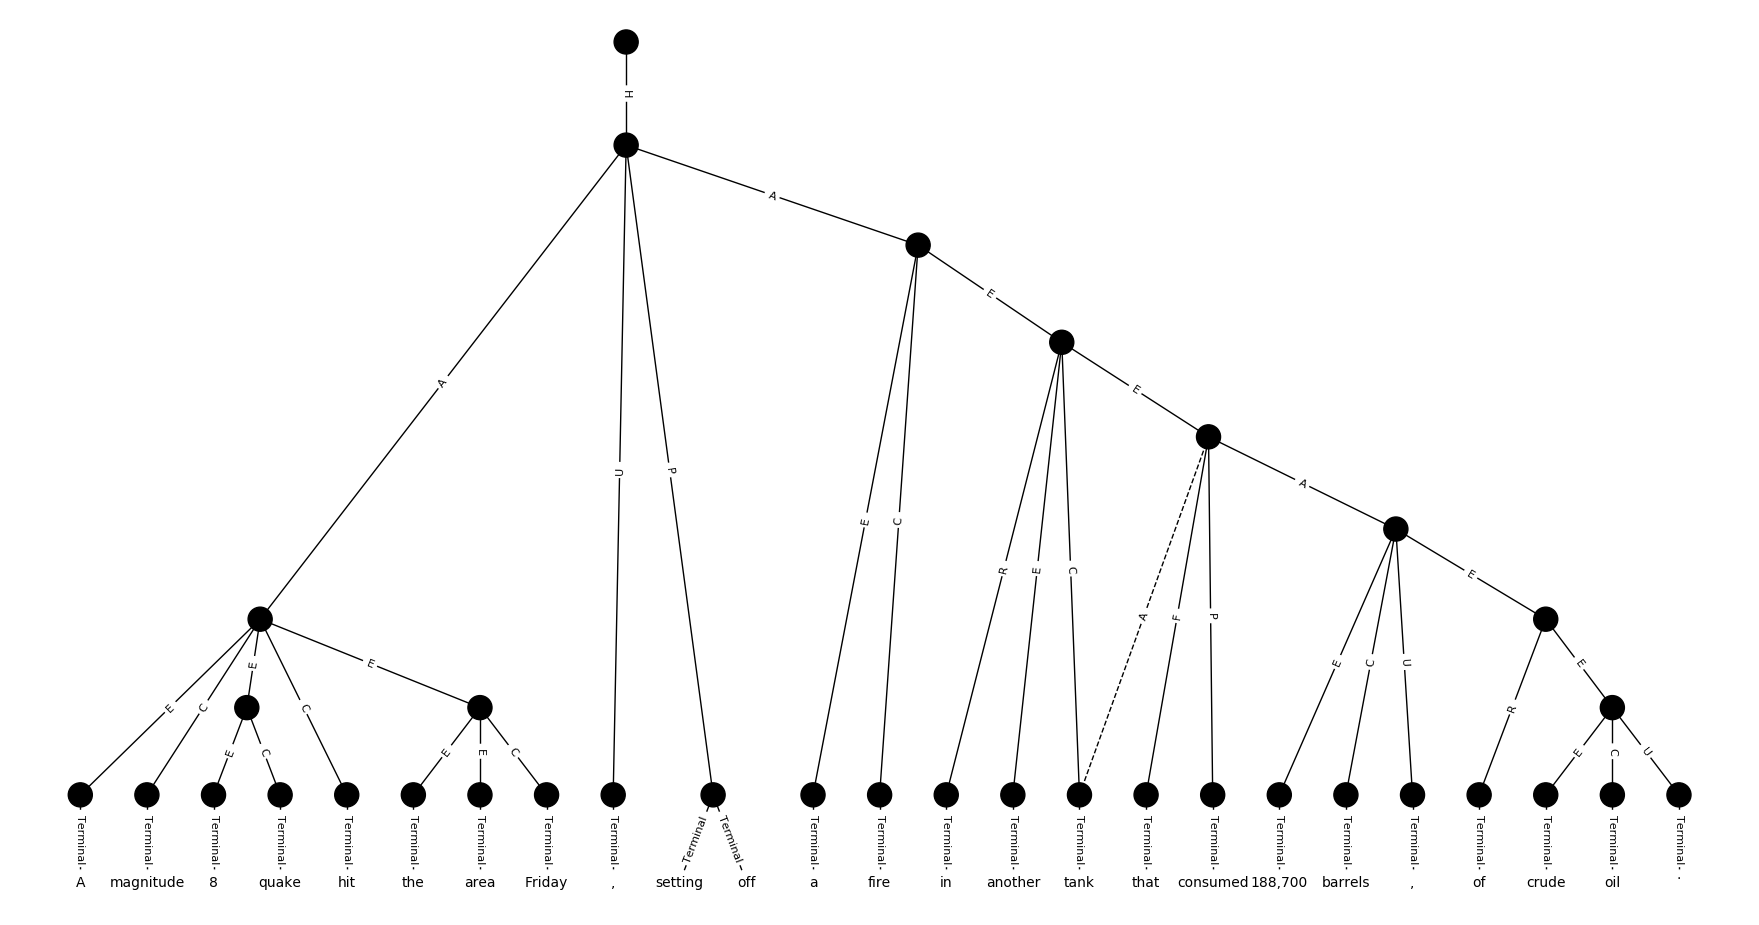 H
A
A
E
E
A
U
P
E
E
C
R
E
C
A
F
P
E
E
C
E
C
E
E
C
U
R
E
E
C
E
E
C
E
C
U
Terminal Terminal Terminal Terminal Terminal Terminal Terminal Terminal Terminal Terminal Terminal Terminal Terminal Terminal Terminal Terminal Terminal Terminal Terminal Terminal Terminal Terminal Terminal Terminal Terminal
A magnitude 8 quake hit the area Friday , setting off a fire in another tank that consumed 188,700 barrels , of crude oil .